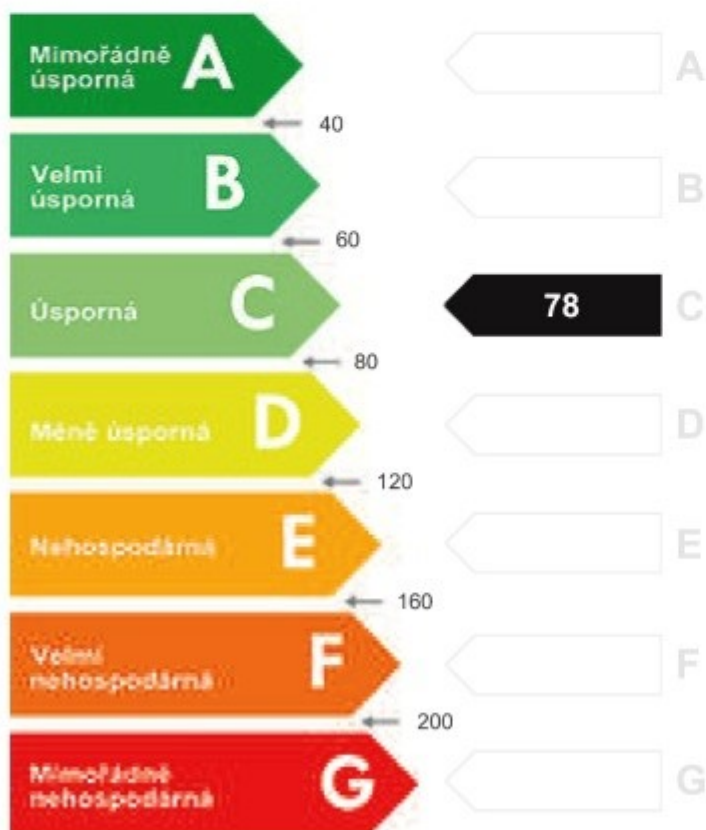 Mimořádně
úsporná
A
A
40
Velmi
úsporná
B
B
60
Úsporná
C
78
C
80
Méně úsporná
D
D
120
Nehospodárná
E
E
160
Velmi
nehospodárná
F
F
200
Mimořádně
nehospodárná
G
G